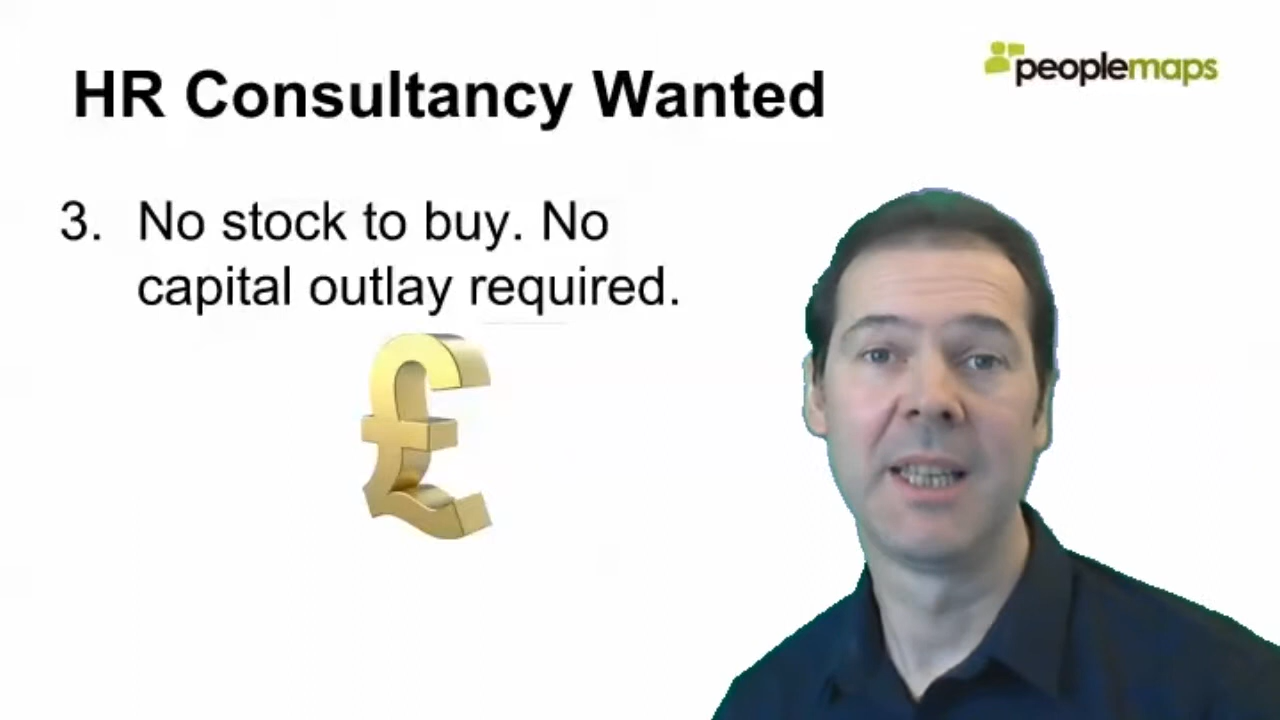 HR Consultancy Wanted
peoplemaps
3. No stock to buy. No
capital outlay required.
£